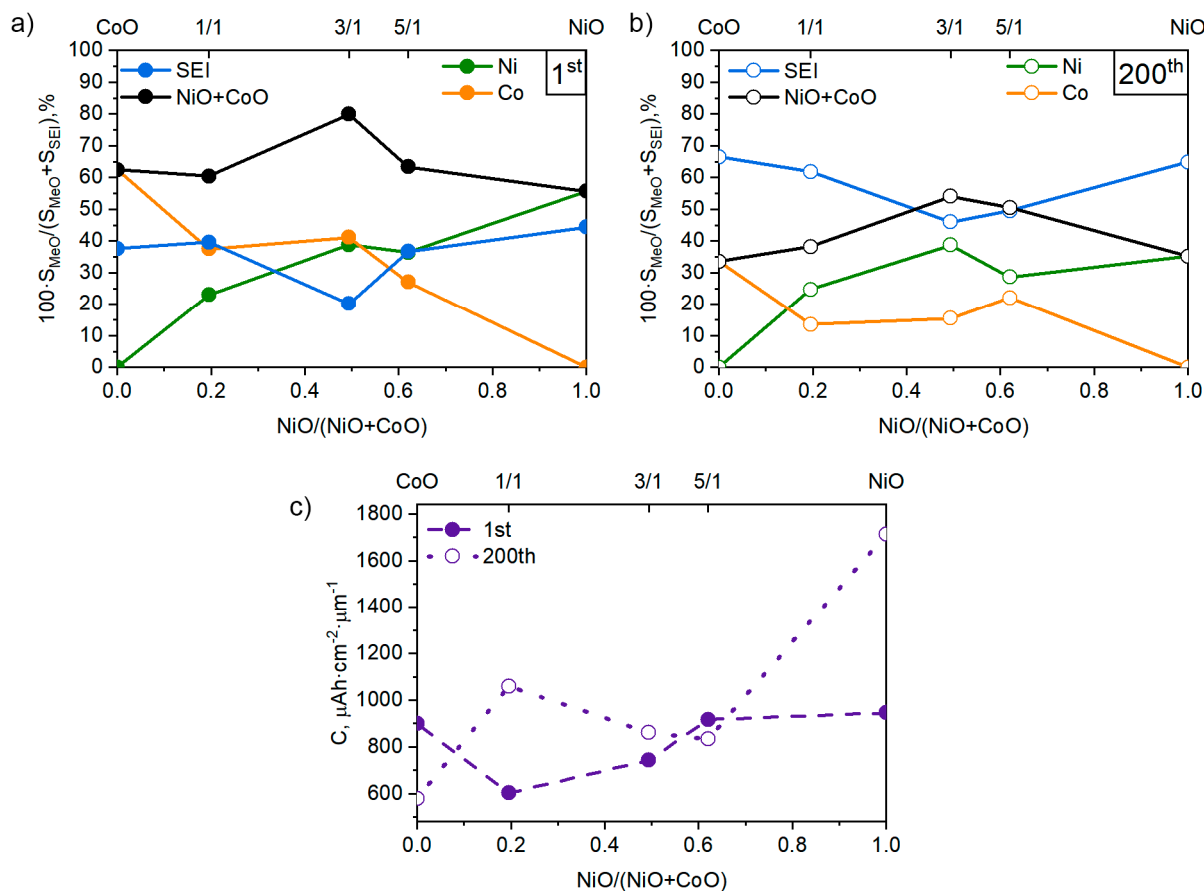 a)
CoO 1/1 3/1 5/1 NiO
100·S_MeO/(S_MeO+S_SEI),%
100
90
80
70
60
50
40
30
20
10
0
SEI
NiO+CoO
Ni
Co
1st
0.0 0.2 0.4 0.6 0.8 1.0
NiO/(NiO+CoO)
b)
CoO 1/1 3/1 5/1 NiO
100·S_MeO/(S_MeO+S_SEI),%
100
90
80
70
60
50
40
30
20
10
0
SEI
NiO+CoO
Ni
Co
200th
0.0 0.2 0.4 0.6 0.8 1.0
NiO/(NiO+CoO)
c)
CoO 1/1 3/1 5/1 NiO
C, μAh·cm⁻²·μm⁻¹
1800
1600
1400
1200
1000
800
600
1st
200th
0.0 0.2 0.4 0.6 0.8 1.0
NiO/(NiO+CoO)